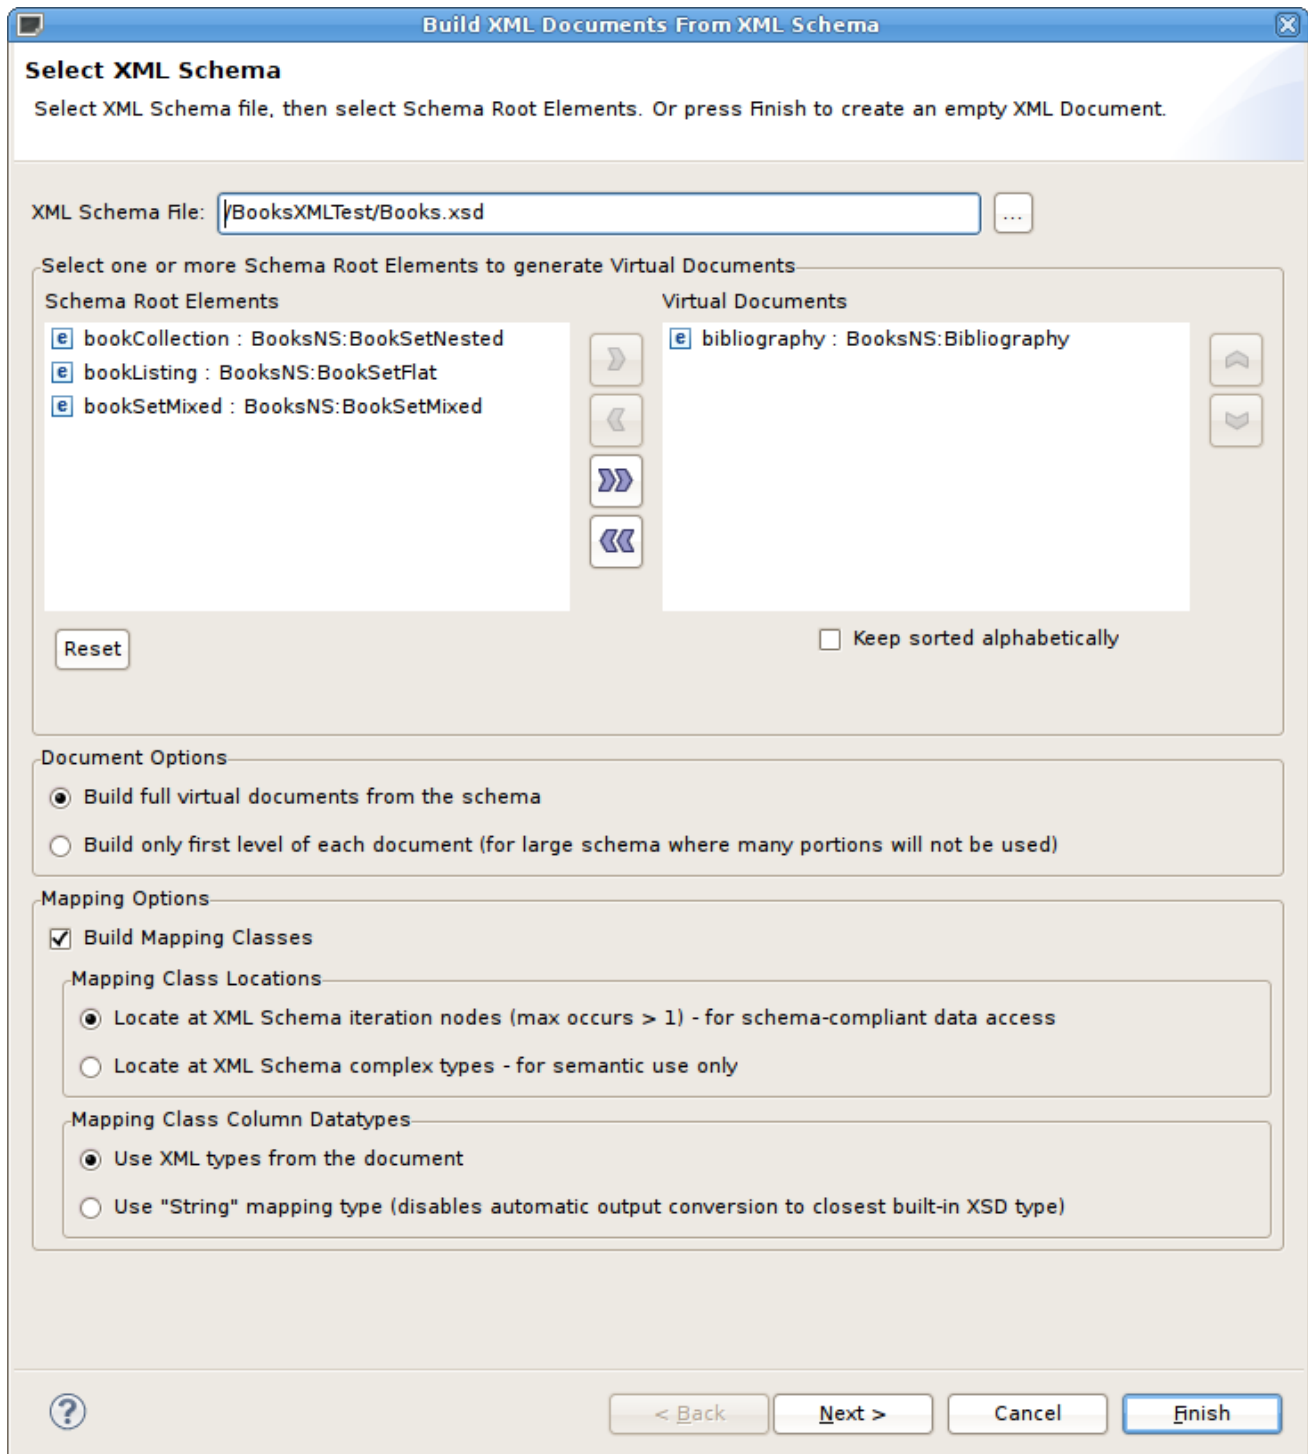 Build XML Documents From XML Schema
Select XML Schema
Select XML Schema file, then select Schema Root Elements. Or press Finish to create an empty XML Document.
XML Schema File: /BooksXMLTest/Books.xsd ...
Select one or more Schema Root Elements to generate Virtual Documents
Schema Root Elements
e bookCollection : BooksNS:BookSetNested
e bookListing : BooksNS:BookSetFlat
e bookSetMixed : BooksNS:BookSetMixed
Reset
Virtual Documents
e bibliography : BooksNS:Bibliography
Keep sorted alphabetically
Document Options
Build full virtual documents from the schema
Build only first level of each document (for large schema where many portions will not be used)
Mapping Options
Build Mapping Classes
Mapping Class Locations
Locate at XML Schema iteration nodes (max occurs > 1) - for schema-compliant data access
Locate at XML Schema complex types - for semantic use only
Mapping Class Column Datatypes
Use XML types from the document
Use "String" mapping type (disables automatic output conversion to closest built-in XSD type)
? < Back Next > Cancel Finish